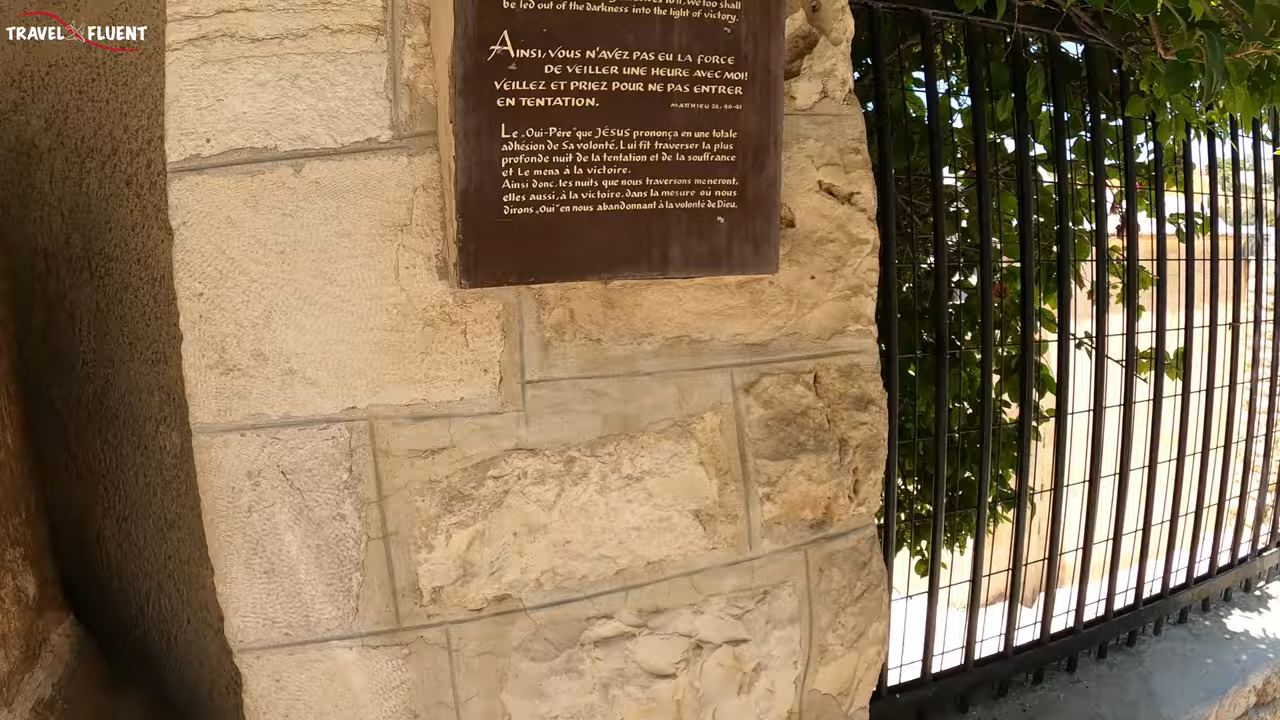 TRAVEL FLUENT
we too shall
be led out of the darkness into the light of victory.
AINSI, VOUS N'AVEZ PAS EU LA FORCE
DE VEILLER UNE HEURE AVEC MOI!
VEILLEZ ET PRIEZ POUR NE PAS ENTRER
EN TENTATION. MATTHIEU 26, 40-41
Le „Oui-Père" que JÉSUS prononça en une totale
adhésion de Sa volonté, Lui fit traverser la plus
profonde nuit de la tentation et de la souffrance
et Le mena à la victoire.
Ainsi donc, les nuits que nous traversons meneront,
elles aussi, à la victoire, dans la mesure où nous
dirons „Oui" en nous abandonnant à la volonté de Dieu.